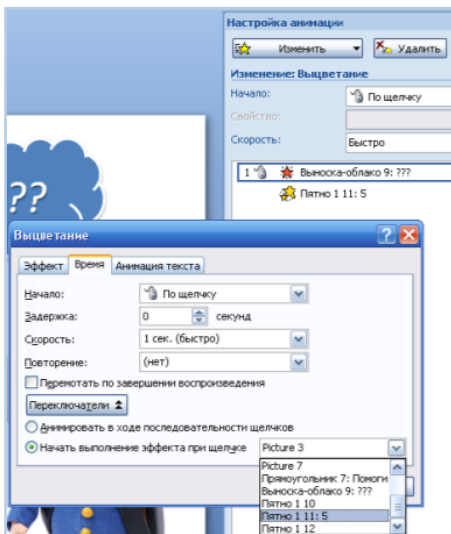 Настройка анимации
Изменить Удалить
Изменение: Выцветание
Начало: По щелчку
Свойство:
Скорость: Быстро
1 Выноска-облако 9: ???
Пятно 1 11: 5
??
Выцветание
Эффект Время Анимация текста
Начало: По щелчку
Задержка: 0 секунд
Скорость: 1 сек. (быстро)
Повторение: (нет)
Перемотать по завершении воспроизведения
Переключатели
Анимировать в ходе последовательности щелчков
Начать выполнение эффекта при щелчке Picture 3
Picture 7
Прямоугольник 7: Помоги
Выноска-облако 9: ???
Пятно 1 10
Пятно 1 11: 5
Пятно 1 12